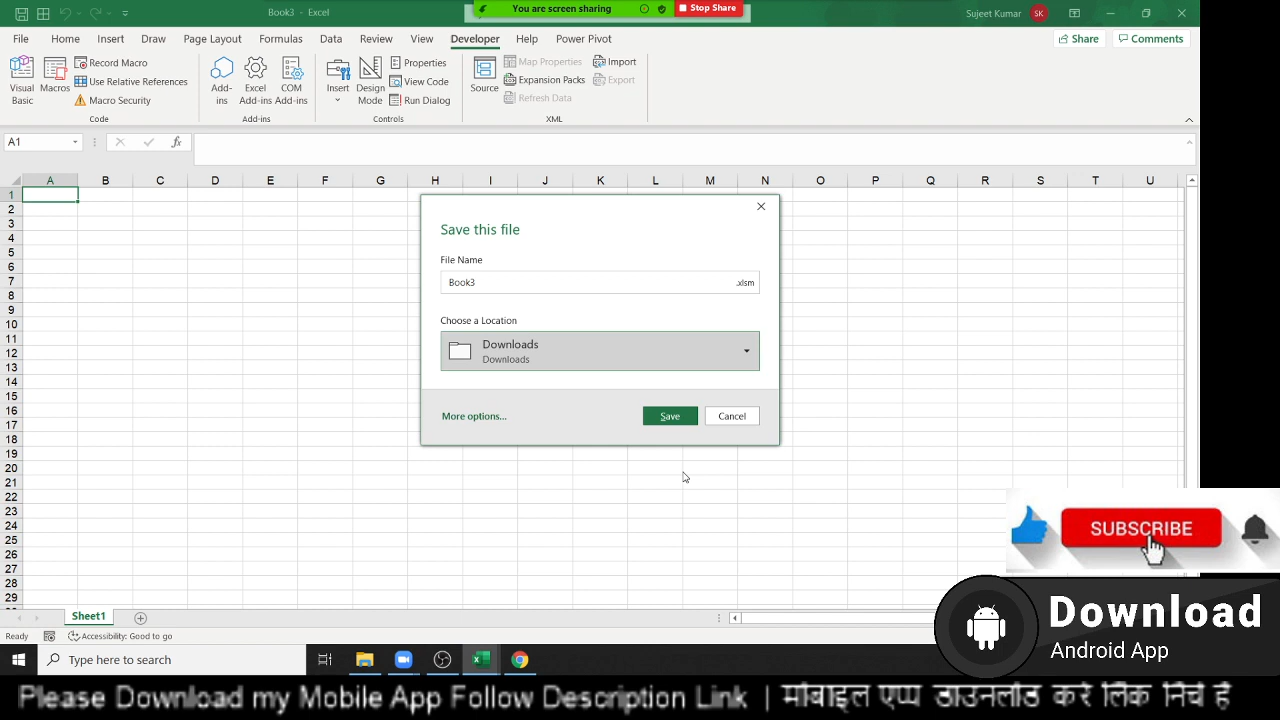 Book3 - Excel
You are screen sharing
Stop Share
Sujeet Kumar
SK
File Home Insert Draw Page Layout Formulas Data Review View Developer Help Power Pivot
Share
Comments
Visual Basic
Macros
Record Macro
Use Relative References
Macro Security
Code
Add-ins
Excel Add-ins
COM Add-ins
Add-ins
Insert
Design Mode
Properties
View Code
Run Dialog
Controls
Source
Map Properties
Expansion Packs
Refresh Data
Import
Export
XML
A1
fx
A B C D E F G H I J K L M N O P Q R S T U
1
2
3
4
5
6
7
8
9
10
11
12
13
14
15
16
17
18
19
20
21
22
23
24
25
26
27
28
29
Save this file
File Name
Book3 .xlsm
Choose a Location
Downloads
Downloads
More options...
Save
Cancel
SUBSCRIBE
Download
Android App
Sheet1
Ready
Accessibility: Good to go
Type here to search
Please Download my Mobile App Follow Description Link | मोबाइल एप्प डाउनलोड करे लिंक निचे है